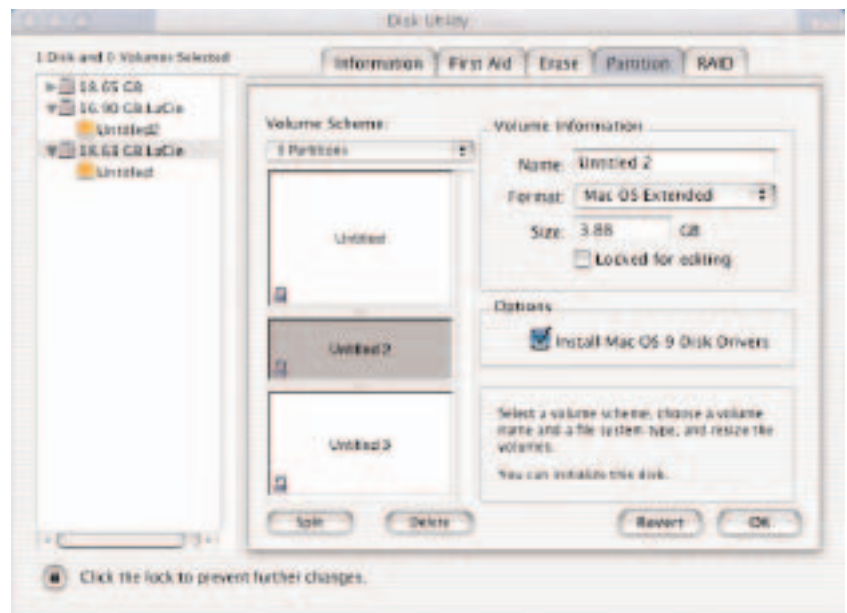 Disk Utility
1 Disk and 0 Volumes Selected
18.65 GB
16.90 GB LaCie
Untitled2
18.63 GB LaCie
Untitled
Information
First Aid
Erase
Partition
RAID
Volume Scheme:
3 Partitions
Untitled
Untitled 2
Untitled 3
Split
Delete
Volume Information
Name: Untitled 2
Format: Mac OS Extended
Size: 3.88 GB
Locked for editing
Options
Install Mac OS 9 Disk Drivers
Select a volume scheme, choose a volume
name and a file system type, and resize the
volumes.
You can initialize this disk.
Revert
OK
Click the lock to prevent further changes.